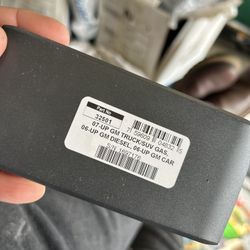 Part No.
32501
07-UP GM TRUCK/SUV GAS,
06-UP GM DIESEL, 06-UP GM CAR